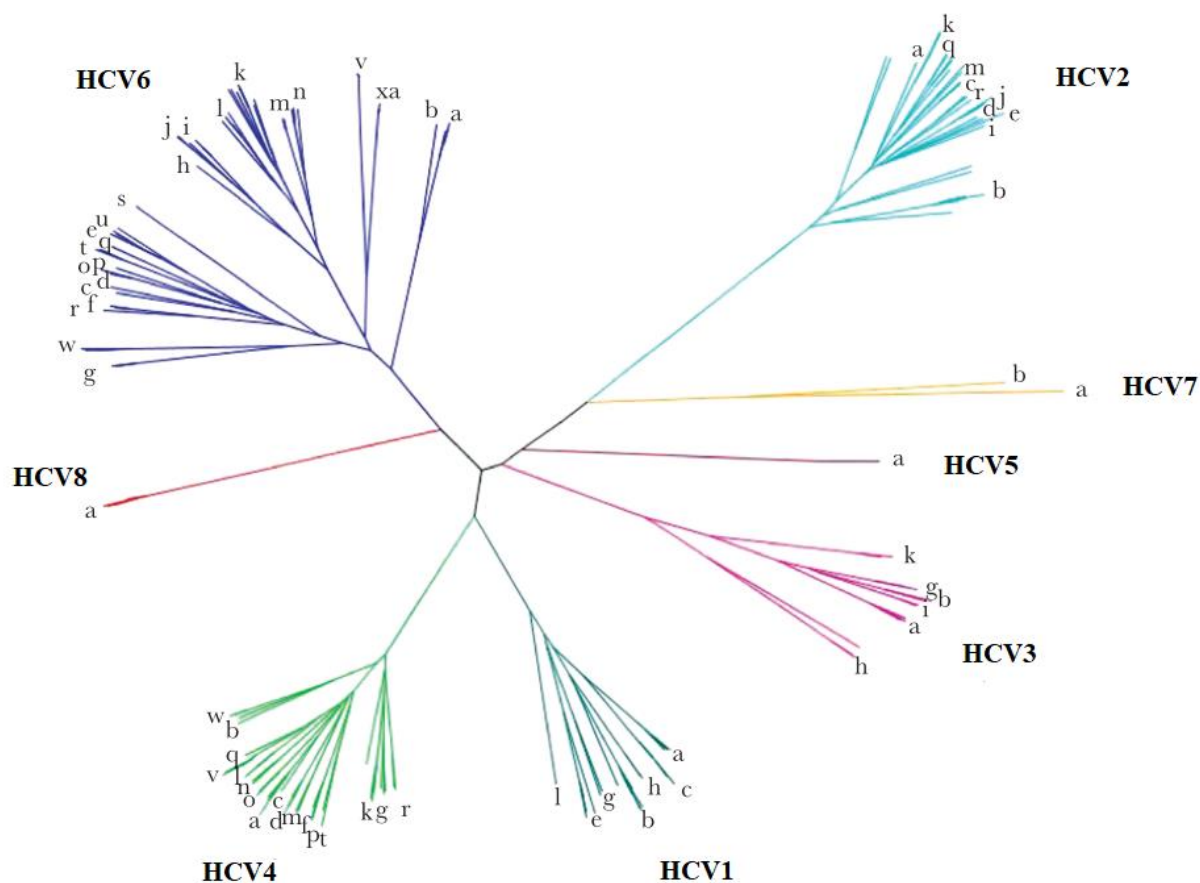 HCV6
k
l
m
n
j
i
h
v
xa
b
a
s
u
e
t
q
o
p
c
d
r
f
w
g
HCV2
k
a
q
m
c
r
j
d
e
i
b
HCV7
b
a
HCV5
a
HCV8
a
HCV3
k
g
b
i
a
h
HCV4
w
b
q
v
l
n
o
a
c
d
m
f
p
t
k
g
r
HCV1
l
e
g
b
h
c
a